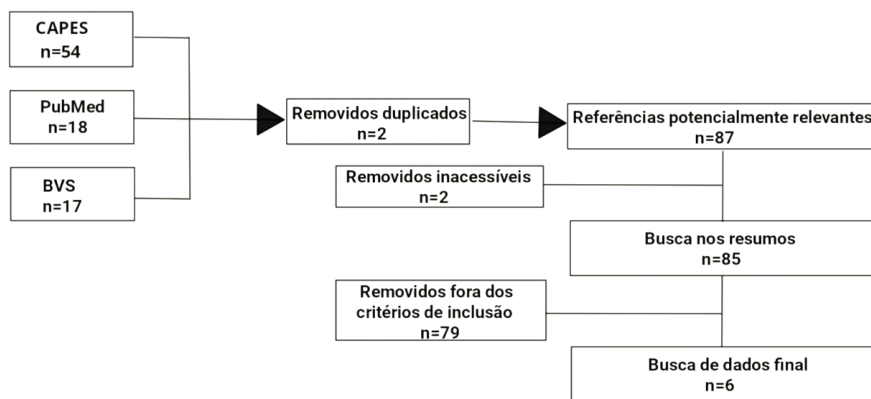 CAPES
n=54
PubMed
n=18
BVS
n=17
Removidos duplicados
n=2
Referências potencialmente relevantes
n=87
Removidos inacessíveis
n=2
Busca nos resumos
n=85
Removidos fora dos
critérios de inclusão
n=79
Busca de dados final
n=6